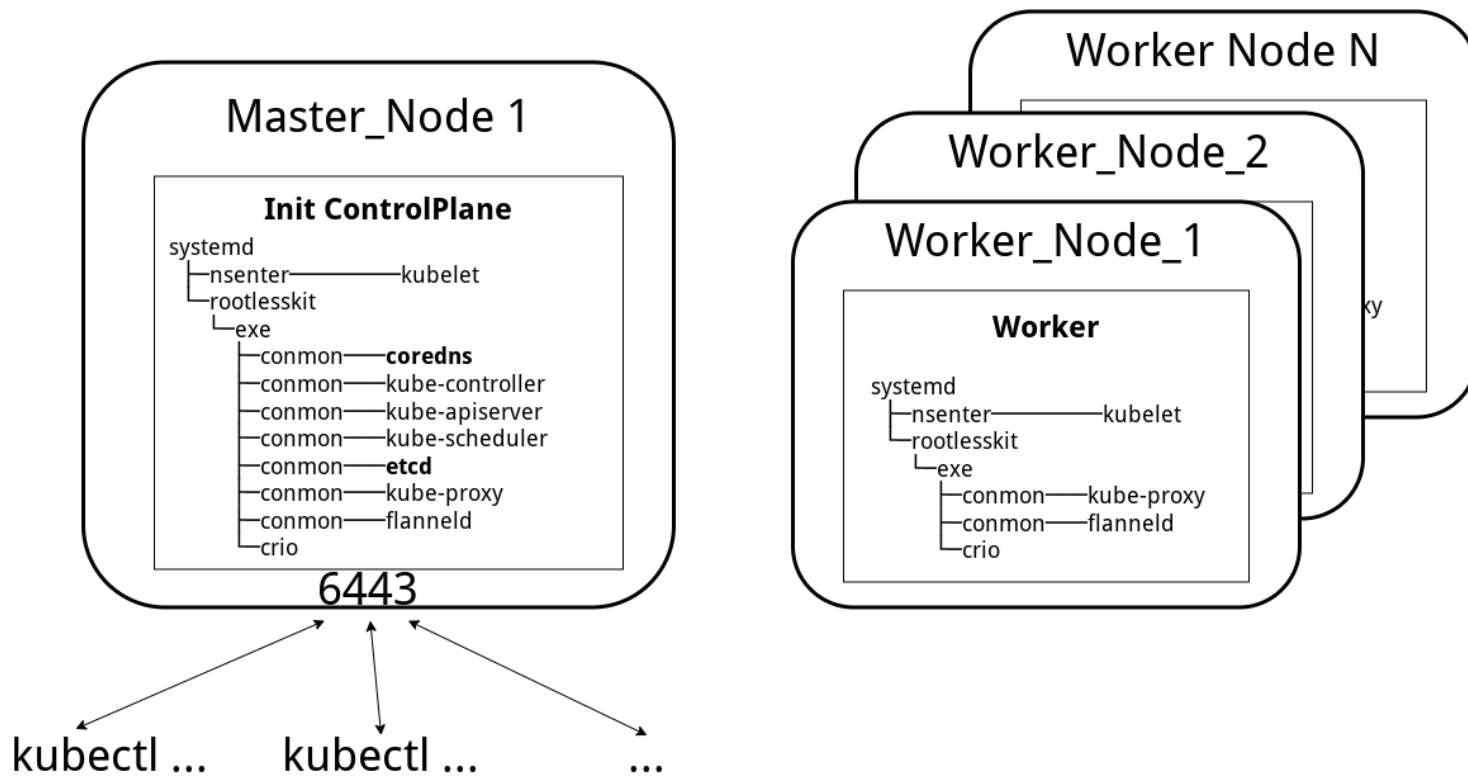 Master_Node 1
Init ControlPlane
systemd
nsenter kubelet
rootlesskit
exe
conmon coredns
conmon kube-controller
conmon kube-apiserver
conmon kube-scheduler
conmon etcd
conmon kube-proxy
conmon flanneld
crio
6443
kubectl ...
kubectl ...
...
Worker Node N
Worker_Node_2
Worker_Node_1
Worker
systemd
nsenter kubelet
rootlesskit
exe
conmon kube-proxy
conmon flanneld
crio